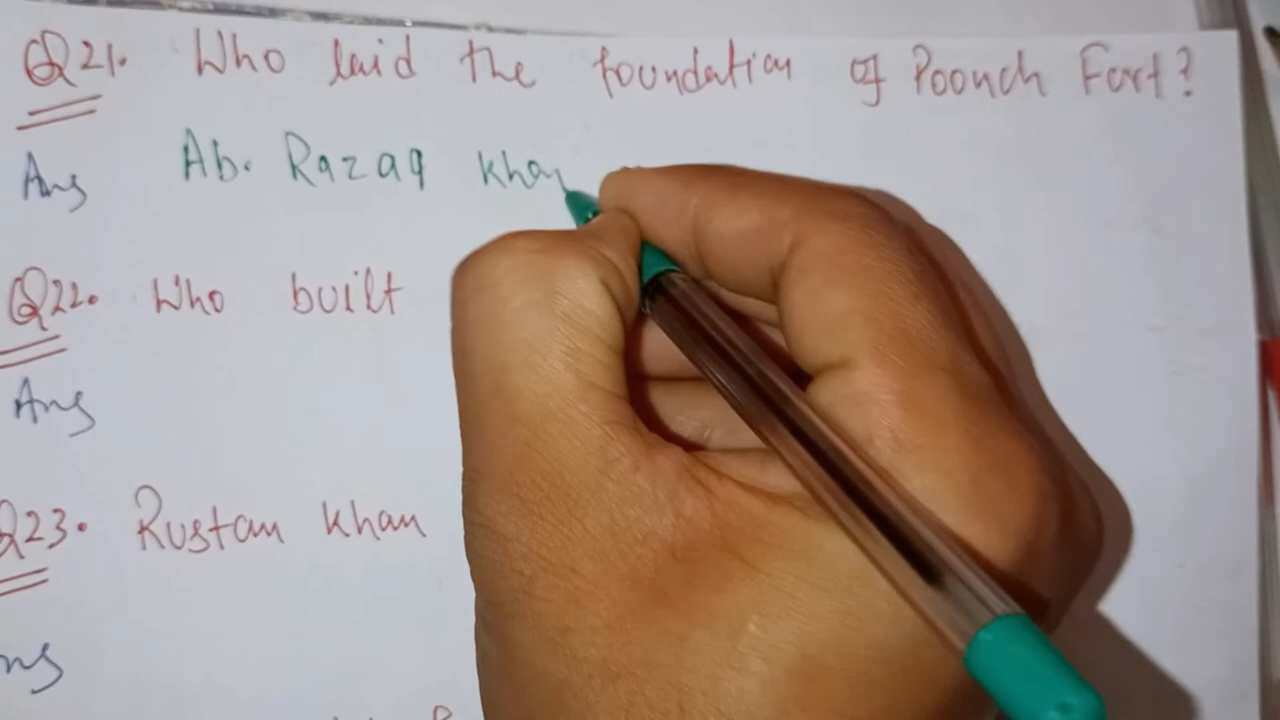 Q21. Who laid the foundation of Poonch Fort?
Ans Ab. Razaq Khan
Q22. Who built
Ans
Q23. Rustan Khan
ns